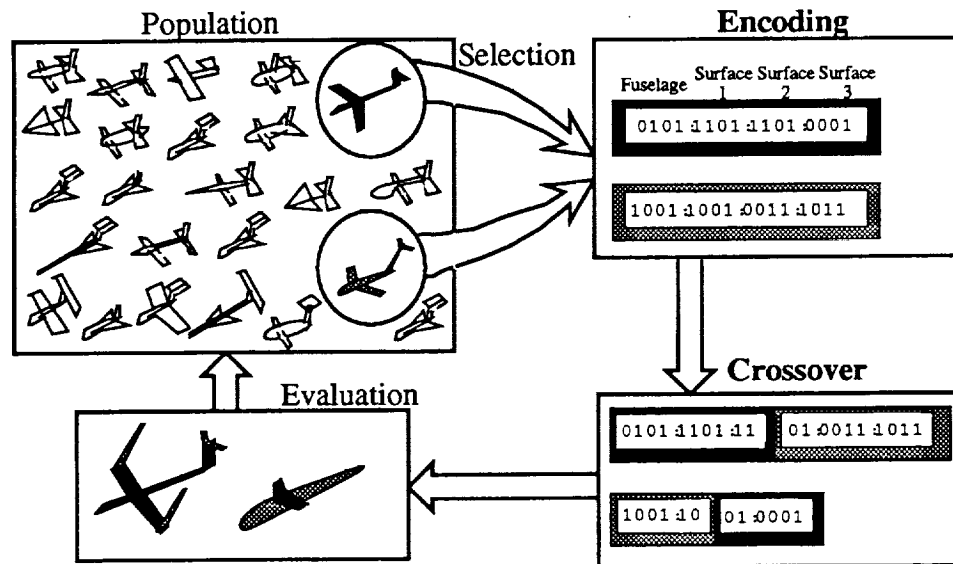 Population
Selection
Encoding
Fuselage Surface 1 Surface 2 Surface 3
0101:1101:1101:0001
1001:1001:0011:1011
Crossover
0101:1101:11 01:0011:1011
1001:10 01:0001
Evaluation